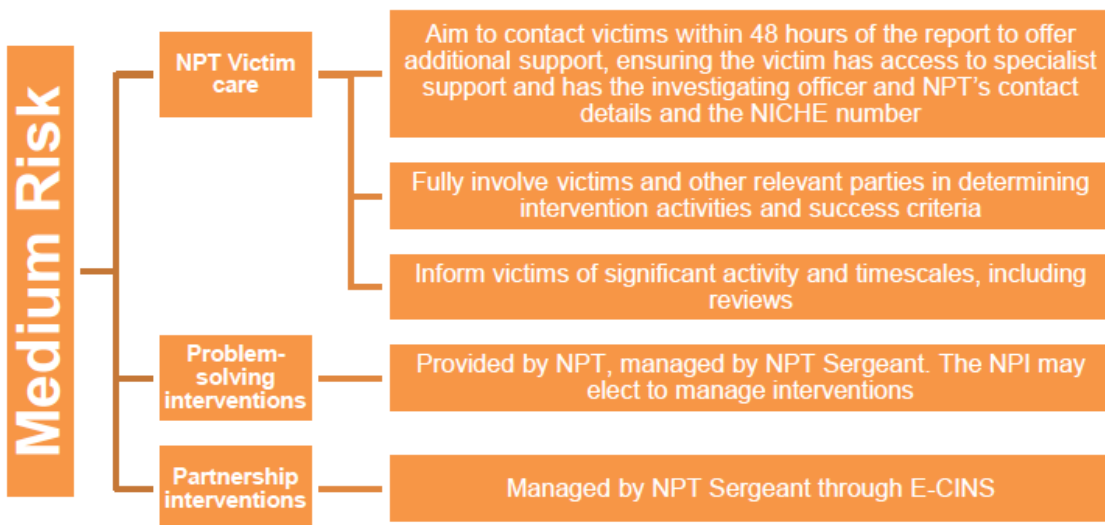 Medium Risk
NPT Victim
care
Aim to contact victims within 48 hours of the report to offer
additional support, ensuring the victim has access to specialist
support and has the investigating officer and NPT's contact
details and the NICHE number
Fully involve victims and other relevant parties in determining
intervention activities and success criteria
Inform victims of significant activity and timescales, including
reviews
Problem-
solving
interventions
Provided by NPT, managed by NPT Sergeant. The NPI may
elect to manage interventions
Partnership
interventions
Managed by NPT Sergeant through E-CINS